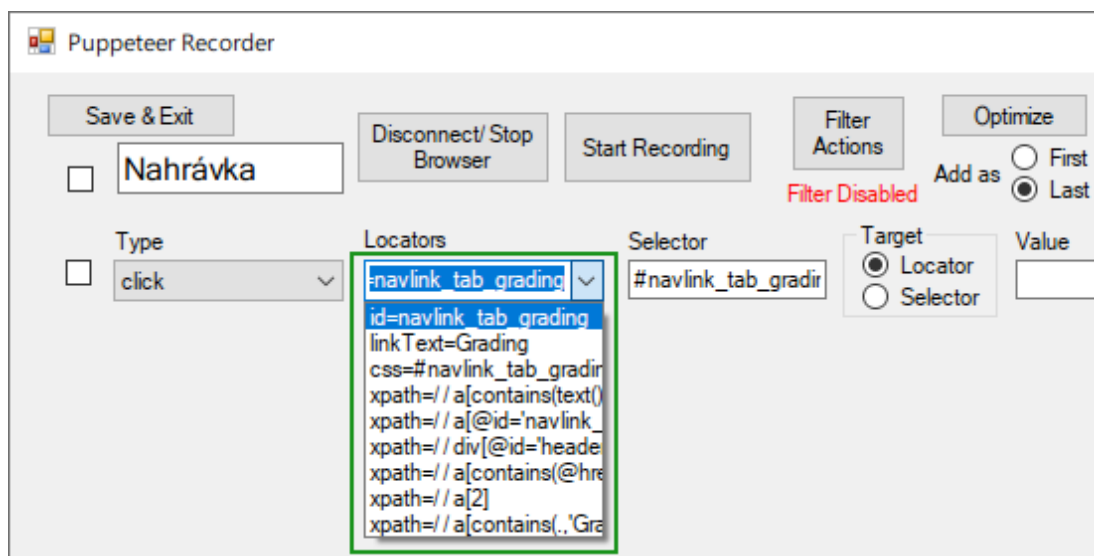 Puppeteer Recorder
Save & Exit
Disconnect/ Stop
Browser
Start Recording
Filter
Actions
Optimize
Nahrávka
Filter Disabled
Add as
First
Last
Type
Locators
Selector
Target
Value
click
=navlink_tab_grading
#navlink_tab_gradin
Locator
Selector
id=navlink_tab_grading
linkText=Grading
css=#navlink_tab_gradin
xpath=//a[contains(text()
xpath=//a[@id='navlink_
xpath=//div[@id='header
xpath=//a[contains(@hre
xpath=//a[2]
xpath=//a[contains(.,'Gra